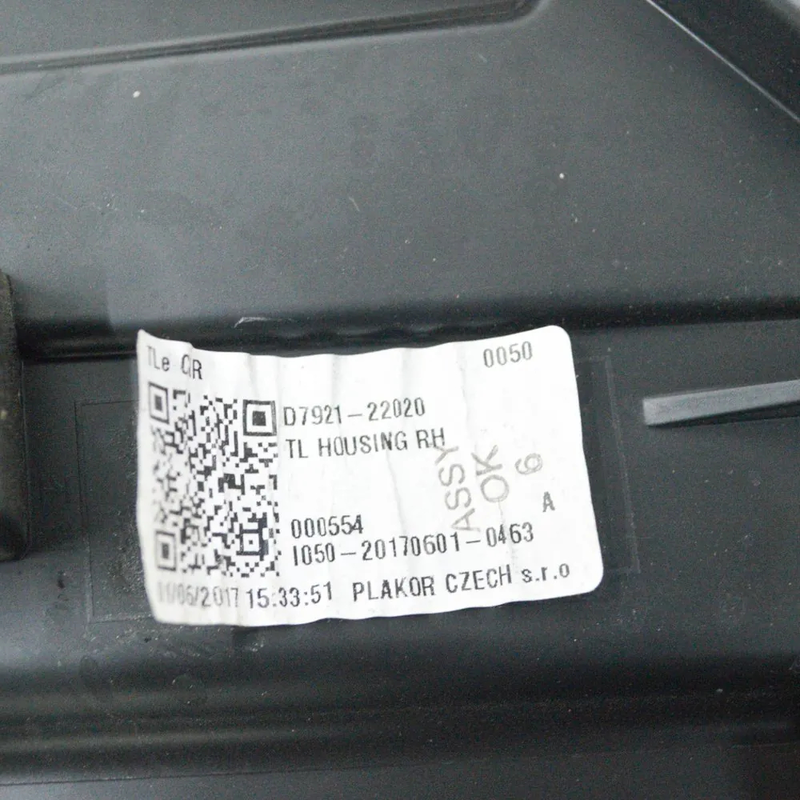 TLe QR
0050
D7921-22020
TL HOUSING RH
ASSY
OK
6
A
000554
I050-20170601-0463
01/06/2017 15:33:51 PLAKOR CZECH s.r.o